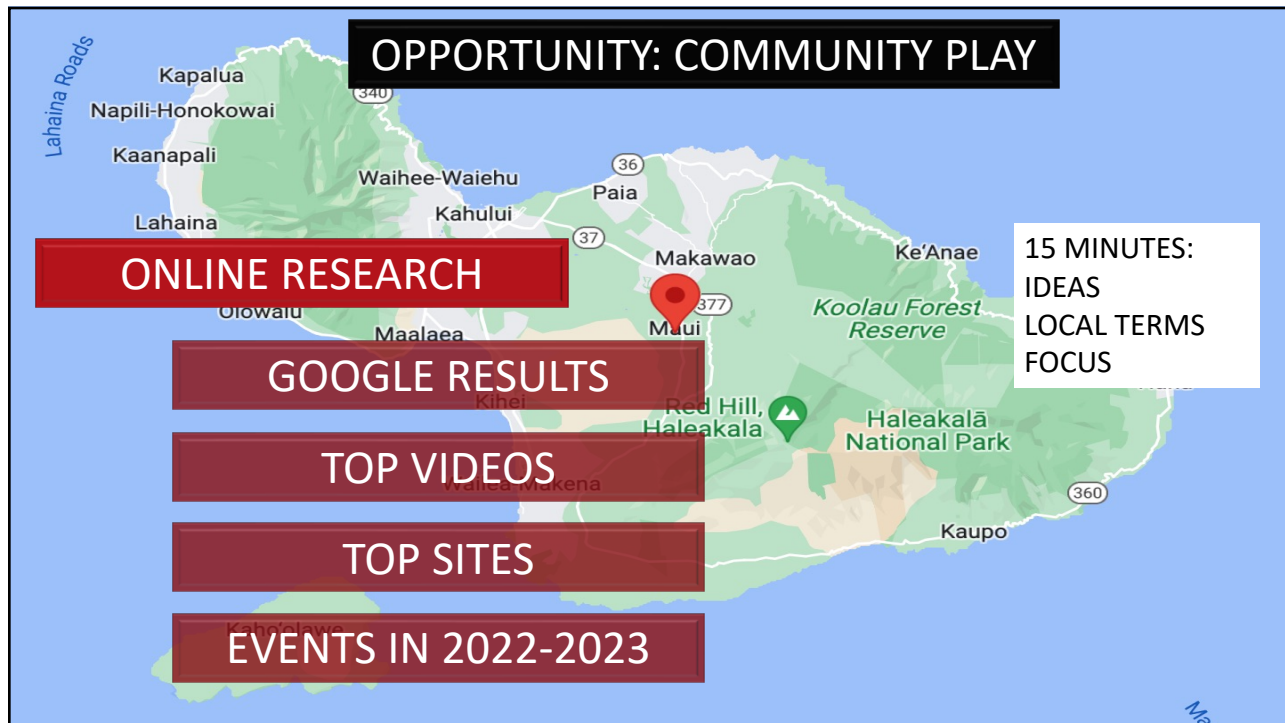 OPPORTUNITY: COMMUNITY PLAY
Lahaina Roads
Kapalua
340
Napili-Honokowai
Kaanapali
Waihee-Waiehu
36
Paia
Lahaina
Kahului
37
Makawao
Ke'Anae
ONLINE RESEARCH
15 MINUTES:
IDEAS
LOCAL TERMS
FOCUS
377
Koolau Forest
Reserve
Olowalu
Maalaea
Maui
GOOGLE RESULTS
Kihei
Red Hill,
Haleakala
Haleakalā
National Park
TOP VIDEOS
Wailea-Makena
360
Kaupo
TOP SITES
Kaho'olawe
EVENTS IN 2022-2023